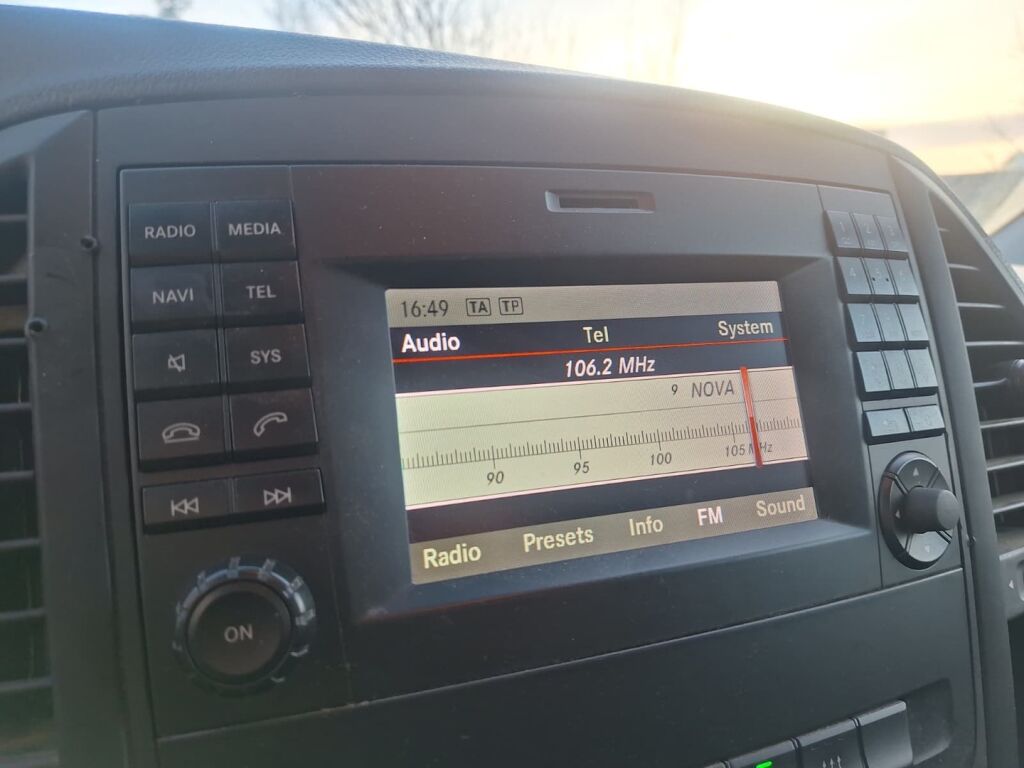 RADIO MEDIA
NAVI TEL
SYS
ON
16:49 TA TP
Audio Tel System
106.2 MHz
9 NOVA
90 95 100 105 MHz
Radio Presets Info FM Sound